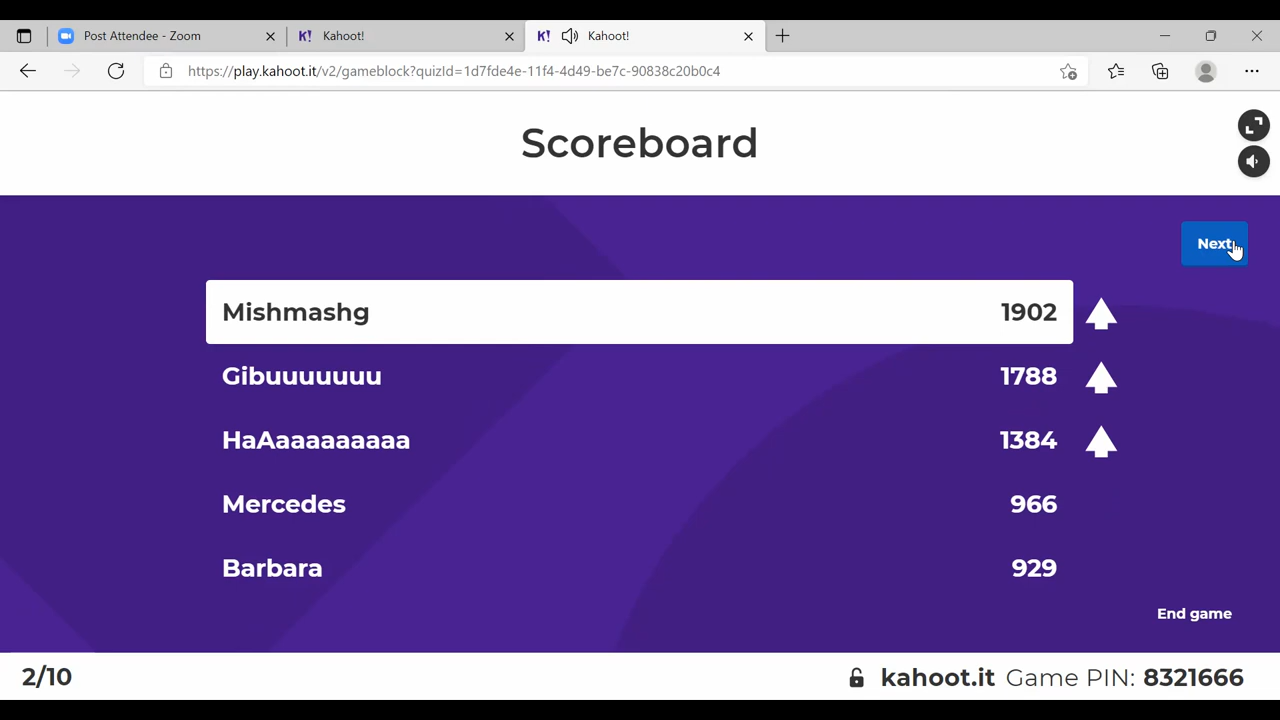 Post Attendee - Zoom
K! Kahoot!
K! Kahoot!
https://play.kahoot.it/v2/gameblock?quizId=1d7fde4e-11f4-4d49-be7c-90838c20b0c4
Scoreboard
Next
Mishmashg 1902
Gibuuuuuuu 1788
HaAaaaaaaaaa 1384
Mercedes 966
Barbara 929
End game
2/10 kahoot.it Game PIN: 8321666